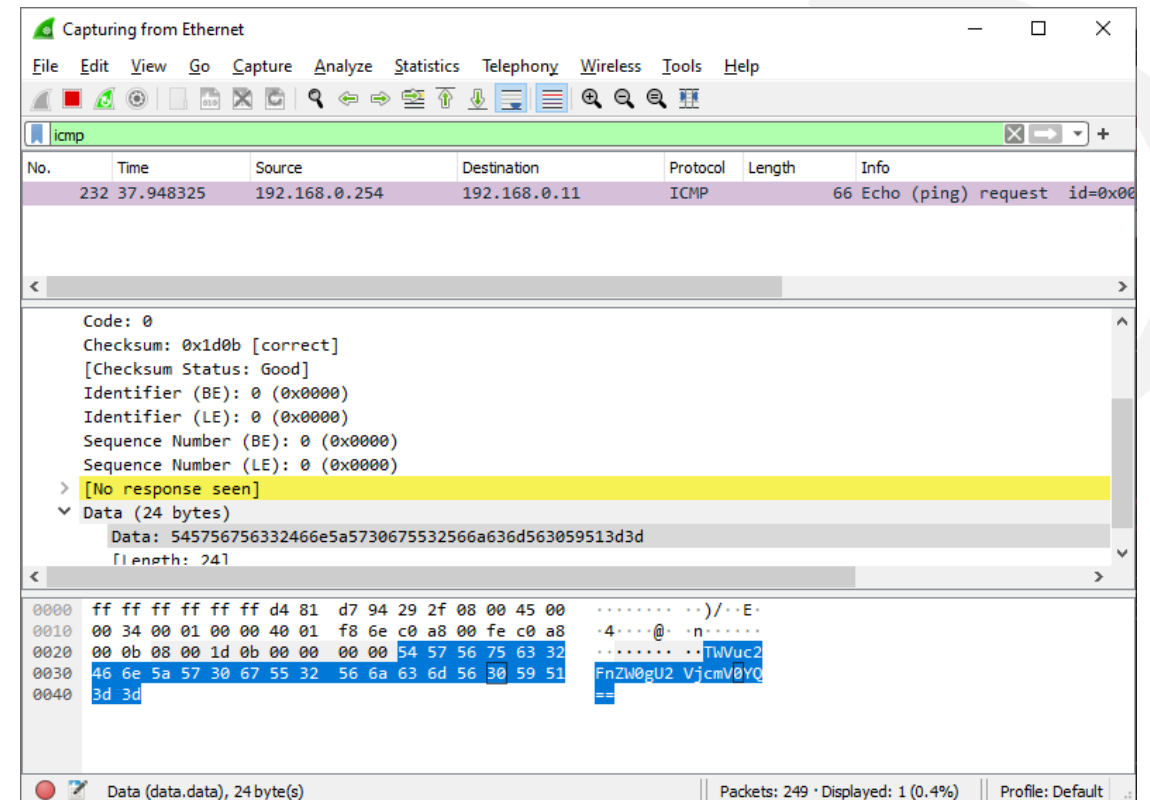 Capturing from Ethernet
File Edit View Go Capture Analyze Statistics Telephony Wireless Tools Help
icmp
No. Time Source Destination Protocol Length Info
232 37.948325 192.168.0.254 192.168.0.11 ICMP 66 Echo (ping) request id=0x00
Code: 0
Checksum: 0x1d0b [correct]
[Checksum Status: Good]
Identifier (BE): 0 (0x0000)
Identifier (LE): 0 (0x0000)
Sequence Number (BE): 0 (0x0000)
Sequence Number (LE): 0 (0x0000)
[No response seen]
Data (24 bytes)
Data: 545756756332466e5a5730675532566a636d563059513d3d
[Length: 24]
0000 ff ff ff ff ff ff d4 81 d7 94 29 2f 08 00 45 00 ········ ··)/··E·
0010 00 34 00 01 00 00 40 01 f8 6e c0 a8 00 fe c0 a8 ·4····@· ·n······
0020 00 0b 08 00 1d 0b 00 00 00 00 54 57 56 75 63 32 ········ ··TWVuc2
0030 46 6e 5a 57 30 67 55 32 56 6a 63 6d 56 30 59 51 FnZW0gU2 VjcmV0YQ
0040 3d 3d ==
Data (data.data), 24 byte(s) Packets: 249 · Displayed: 1 (0.4%) Profile: Default